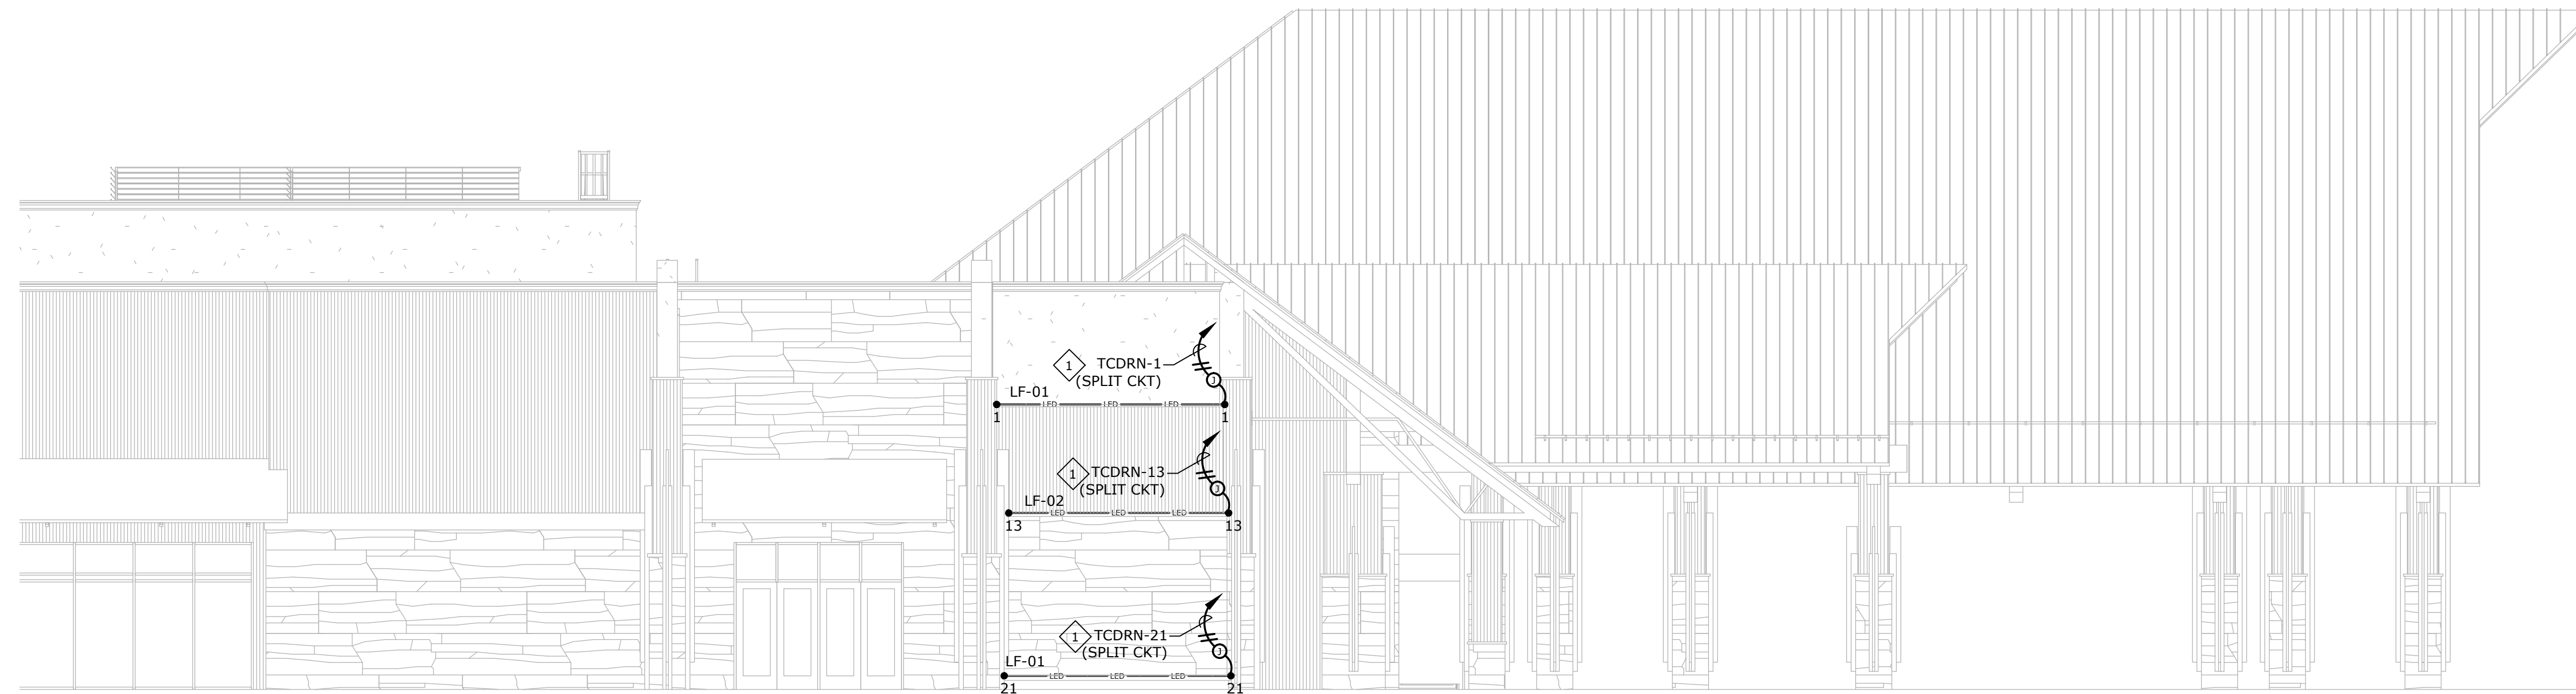 1
TCDRN-1
(SPLIT CKT)
J
LF-01
LED LED LED
1 1
1
TCDRN-13
(SPLIT CKT)
J
LF-02
LED LED LED
13 13
1
TCDRN-21
(SPLIT CKT)
J
LF-01
LED LED LED
21 21